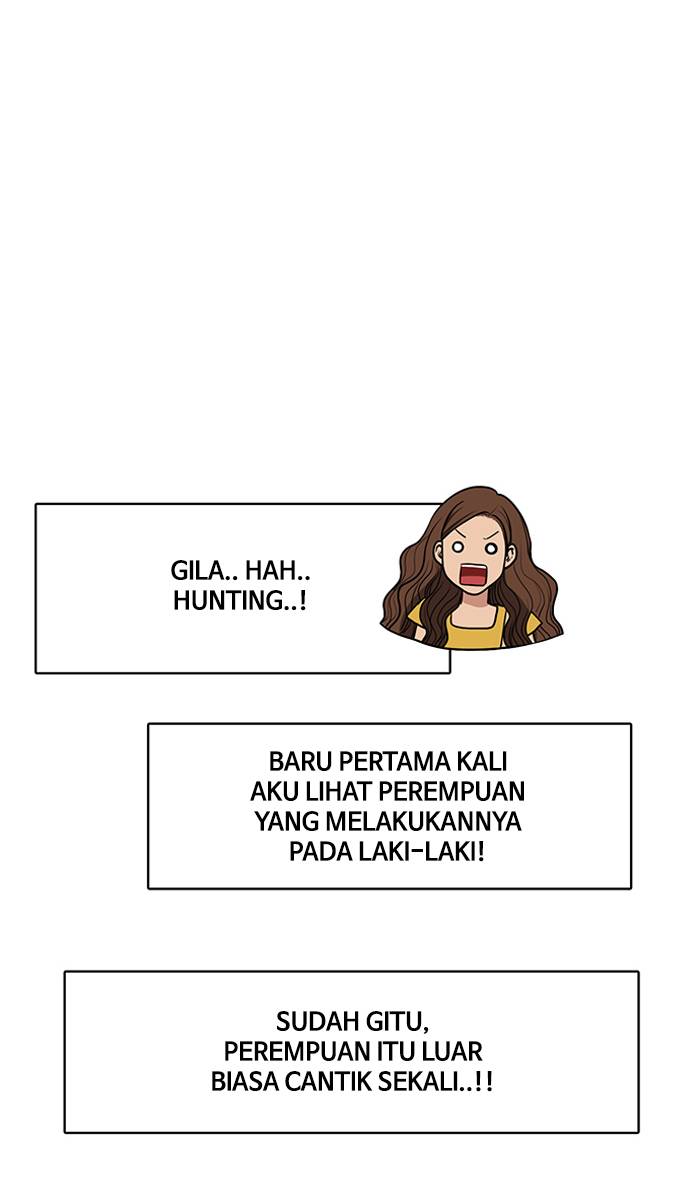 GILA.. HAH..
HUNTING..!
BARU PERTAMA KALI
AKU LIHAT PEREMPUAN
YANG MELAKUKANNYA
PADA LAKI-LAKI!
SUDAH GITU,
PEREMPUAN ITU LUAR
BIASA CANTIK SEKALI..!!